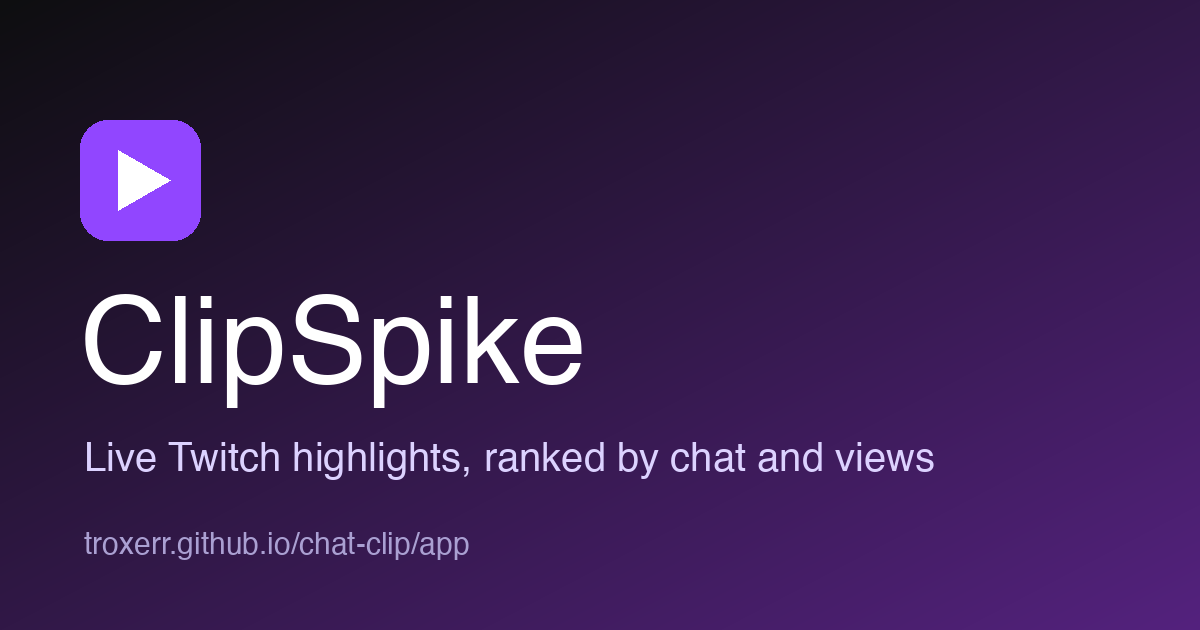 ClipSpike
Live Twitch highlights, ranked by chat and views
troxerr.github.io/chat-clip/app